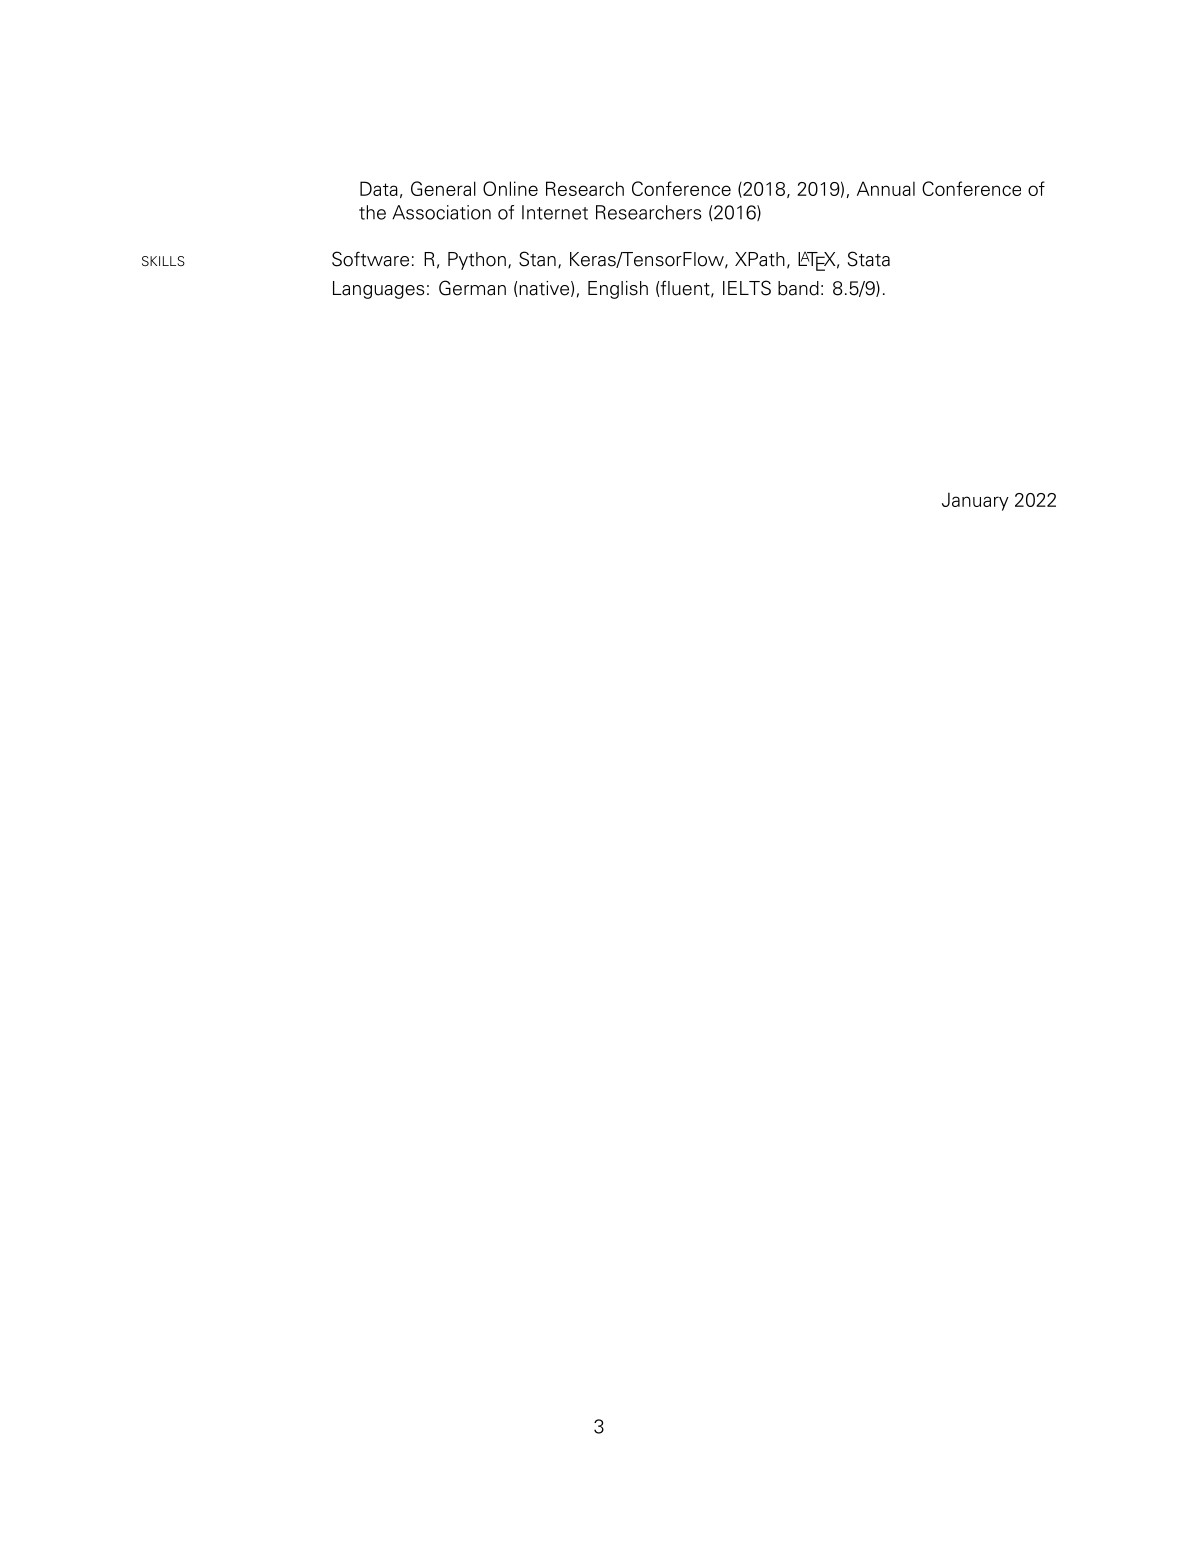 Data, General Online Research Conference (2018, 2019), Annual Conference of
the Association of Internet Researchers (2016)
SKILLS Software: R, Python, Stan, Keras/TensorFlow, XPath, LATEX, Stata
Languages: German (native), English (fluent, IELTS band: 8.5/9).
January 2022
3